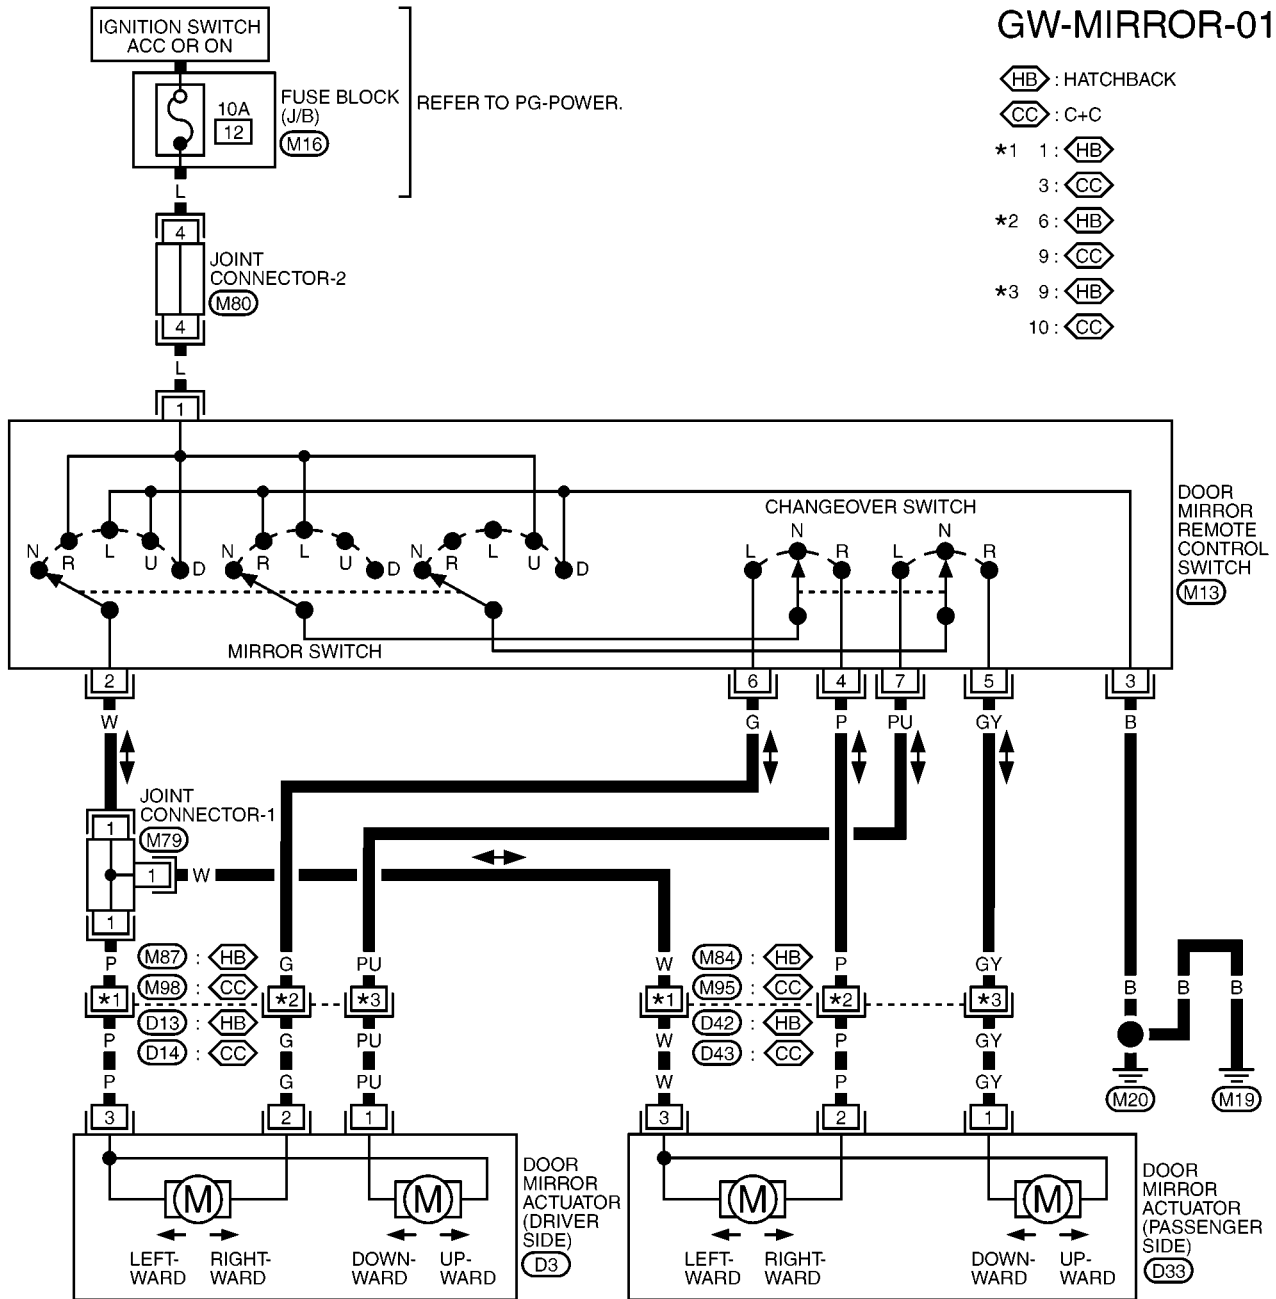 GW-MIRROR-01
IGNITION SWITCH
ACC OR ON
10A
12
FUSE BLOCK
(J/B)
M16
REFER TO PG-POWER.
HB : HATCHBACK
CC : C+C
*1 1 : HB
3 : CC
*2 6 : HB
9 : CC
*3 9 : HB
10 : CC
L
4
JOINT
CONNECTOR-2
M80
4
L
1
DOOR
MIRROR
REMOTE
CONTROL
SWITCH
M13
CHANGEOVER SWITCH
N R L U D
N R L U D
N R L U D
L N R
L N R
MIRROR SWITCH
2 6 4 7 5 3
W G P PU GY B
JOINT
CONNECTOR-1
M79
1
1 W
1
P G PU W P GY B B B
M87 : HB
M98 : CC
*1 *2 *3
D13 : HB
D14 : CC
M84 : HB
M95 : CC
*1 *2 *3
D42 : HB
D43 : CC
P G PU W P GY
P G PU W P GY
M20 M19
3 2 1 3 2 1
M M
LEFT-
WARD
RIGHT-
WARD
DOWN-
WARD
UP-
WARD
DOOR
MIRROR
ACTUATOR
(DRIVER
SIDE)
D3
M M
LEFT-
WARD
RIGHT-
WARD
DOWN-
WARD
UP-
WARD
DOOR
MIRROR
ACTUATOR
(PASSENGER
SIDE)
D33